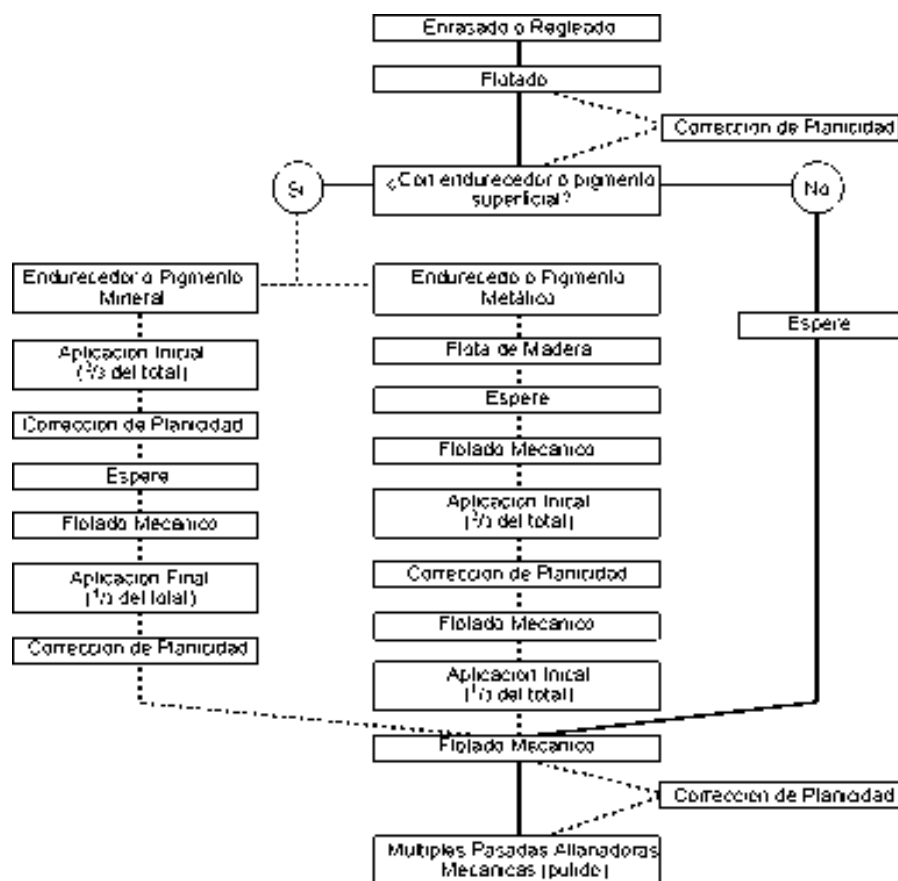 Enrasado o Regleado
Flotado
Correccion de Planicidad
Si
¿Con endurecedor o pigmento
superficial?
No
Endurecedor o Pigmento
Mineral
Endurecedo o Pigmento
Metálico
Espere
Aplicacion Inicial
(²/₃ del total)
Flota de Madera
Espere
Correccion de Planicidad
Flotado Mecanico
Espere
Aplicacion Inicial
(²/₃ del total)
Flotado Mecanico
Correccion de Planicidad
Aplicacion Final
(¹/₃ del total)
Flotado Mecanico
Correccion de Planicidad
Aplicacion Inicial
(¹/₃ del total)
Flotado Mecanico
Correccion de Planicidad
Multiples Pasadas Allanadoras
Mecanicas (pulido)